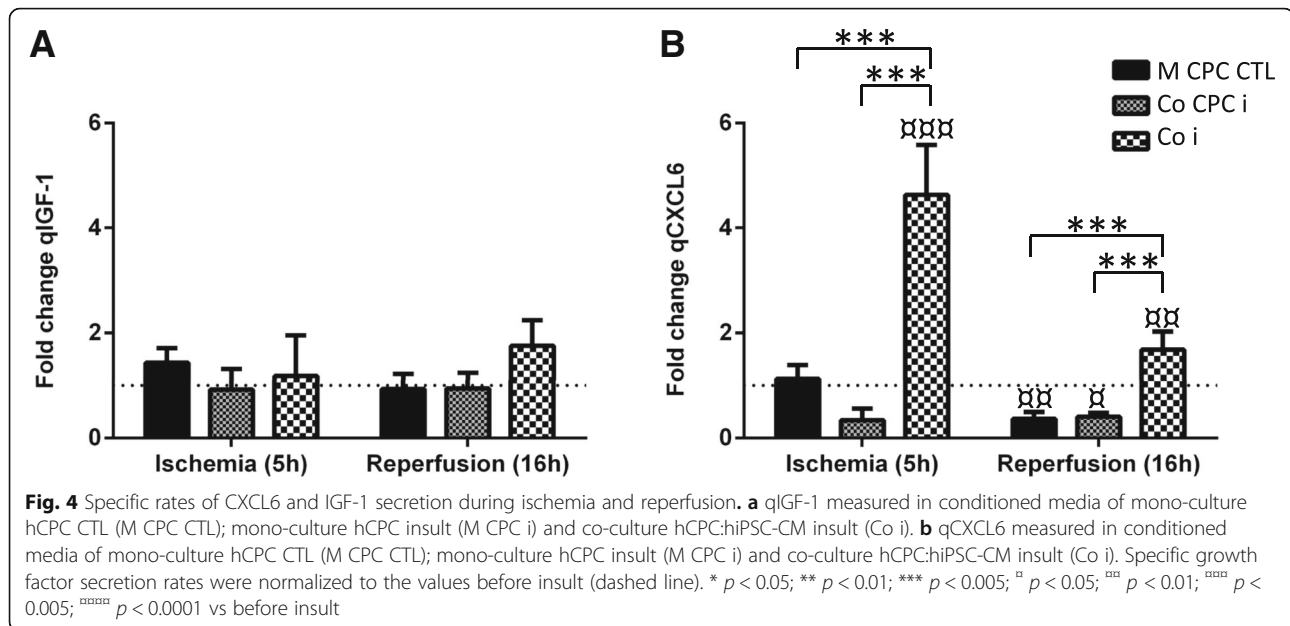 A
Fold change qIGF-1
6
4
2
0
Ischemia (5h) Reperfusion (16h)
B
Fold change qCXCL6
6
4
2
0
***
***
¤¤¤
***
***
¤¤
¤¤
¤
Ischemia (5h) Reperfusion (16h)
M CPC CTL
Co CPC i
Co i
Fig. 4 Specific rates of CXCL6 and IGF-1 secretion during ischemia and reperfusion. a qIGF-1 measured in conditioned media of mono-culture
hCPC CTL (M CPC CTL); mono-culture hCPC insult (M CPC i) and co-culture hCPC:hiPSC-CM insult (Co i). b qCXCL6 measured in conditioned
media of mono-culture hCPC CTL (M CPC CTL); mono-culture hCPC insult (M CPC i) and co-culture hCPC:hiPSC-CM insult (Co i). Specific growth
factor secretion rates were normalized to the values before insult (dashed line). * p < 0.05; ** p < 0.01; *** p < 0.005; ¤ p < 0.05; ¤¤ p < 0.01; ¤¤¤ p <
0.005; ¤¤¤¤ p < 0.0001 vs before insult